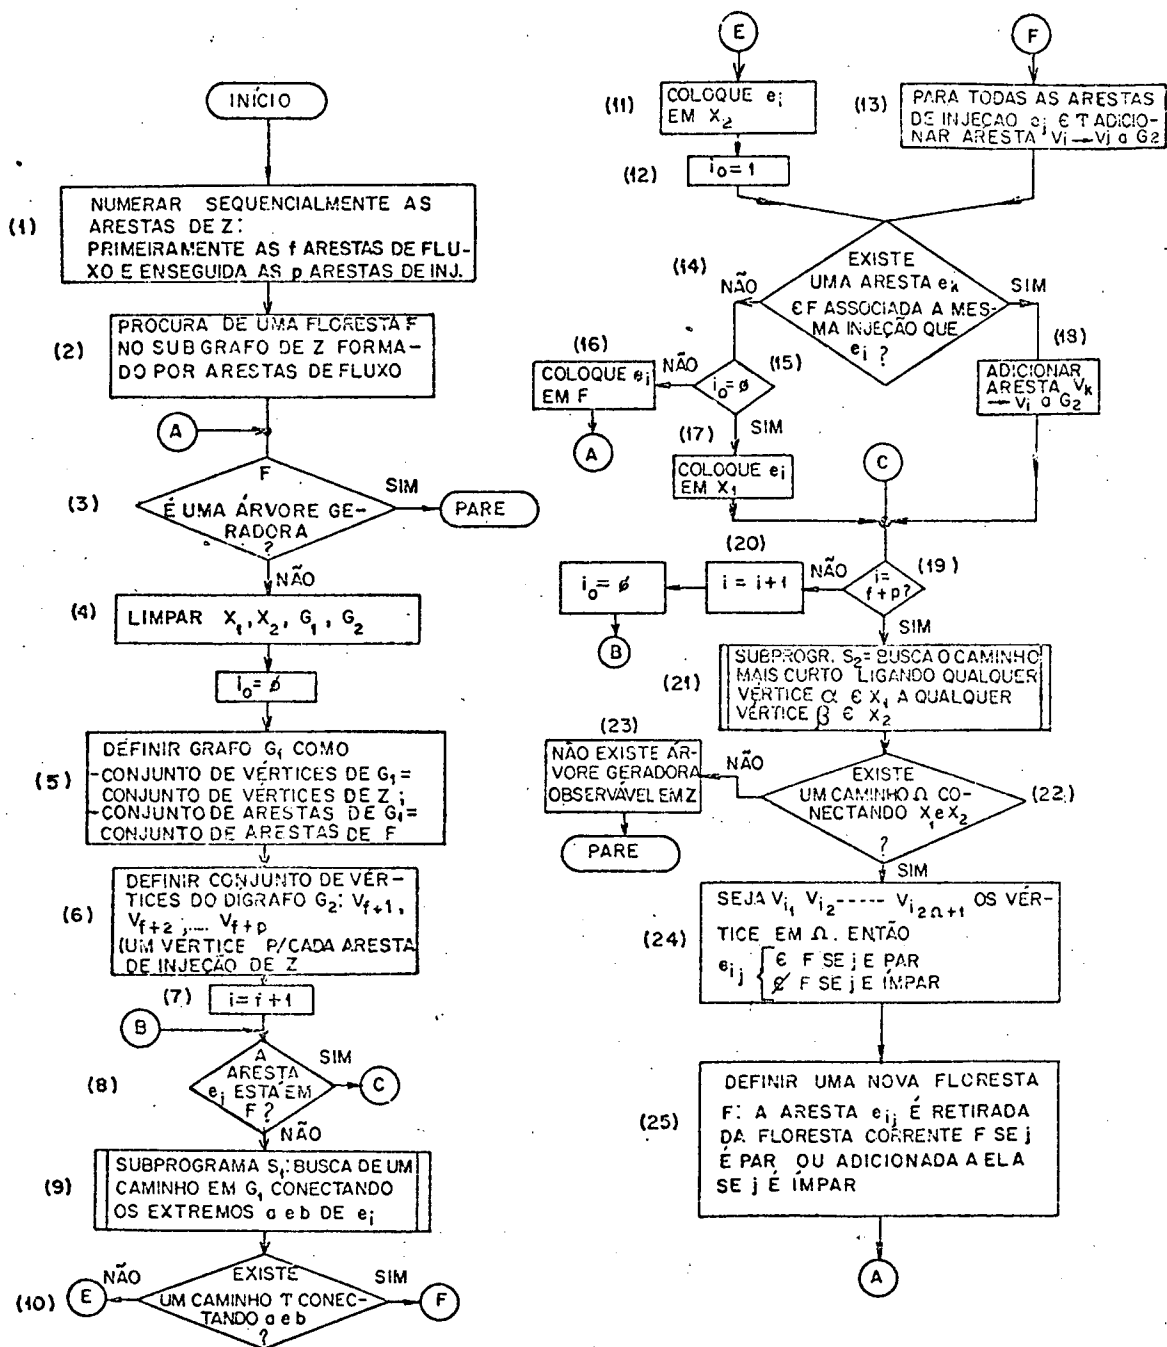 INÍCIO
(1)
NUMERAR SEQUENCIALMENTE AS
ARESTAS DE Z:
PRIMEIRAMENTE AS f ARESTAS DE FLU-
XO E ENSEGUIDA AS p ARESTAS DE INJ.
(2)
PROCURA DE UMA FLORESTA F
NO SUBGRAFO DE Z FORMA-
DO POR ARESTAS DE FLUXO
A
(3)
F
É UMA ÁRVORE GE-
RADORA
?
SIM
PARE
NÃO
(4)
LIMPAR X₁, X₂, G₁, G₂
i₀= ø
(5)
DEFINIR GRAFO G₁ COMO
-CONJUNTO DE VÉRTICES DE G₁=
CONJUNTO DE VÉRTICES DE Z;
-CONJUNTO DE ARESTAS DE G₁=
CONJUNTO DE ARESTAS DE F
(6)
DEFINIR CONJUNTO DE VÉR-
TICES DO DÍGRAFO G₂: Vf+1,
Vf+2 ;.... Vf+p
(UM VÉRTICE P/CADA ARESTA
DE INJEÇÃO DE Z
(7)
i= f+1
B
(8)
A
ARESTA
ei ESTÁ EM
F ?
SIM
C
NÃO
(9)
SUBPROGRAMA S₁: BUSCA DE UM
CAMINHO EM G₁ CONECTANDO
OS EXTREMOS a e b DE ei
(10)
NÃO
E
EXISTE
UM CAMINHO T CONEC-
TANDO a e b
?
SIM
F
E
(11)
COLOQUE ei
EM X₂
(12)
i₀= 1
F
(13)
PARA TODAS AS ARESTAS
DE INJEÇÃO ej ∈ T ADICIO-
NAR ARESTA Vi→Vj a G2
(14)
NÃO
EXISTE
UMA ARESTA ek
∈ F ASSOCIADA A MES-
MA INJEÇÃO QUE
ei ?
SIM
(15)
i₀= ø
NÃO
(16)
COLOQUE ei
EM F
A
SIM
(17)
COLOQUE ei
EM X₁
(18)
ADICIONAR
ARESTA Vk
→ Vi a G₂
C
(19)
i=
f+p?
NÃO
(20)
i = i+1
i₀= ø
B
SIM
(21)
SUBPROGR. S₂= BUSCA O CAMINHO
MAIS CURTO LIGANDO QUALQUER
VÉRTICE α ∈ X₁ A QUALQUER
VÉRTICE β ∈ X₂
(22)
EXISTE
UM CAMINHO Ω CO-
NECTANDO X₁ e X₂
?
NÃO
(23)
NÃO EXISTE ÁR-
VORE GERADORA
OBSERVÁVEL EM Z
PARE
SIM
(24)
SEJA Vi₁ Vi₂ ----- Vi₂Ω+1 OS VÉR-
TICE EM Ω. ENTÃO
eij { ∈ F SE j E PAR
∉ F SE j E ÍMPAR
(25)
DEFINIR UMA NOVA FLORESTA
F: A ARESTA eij É RETIRADA
DA FLORESTA CORRENTE F SE j
É PAR OU ADICIONADA A ELA
SE j É ÍMPAR
A